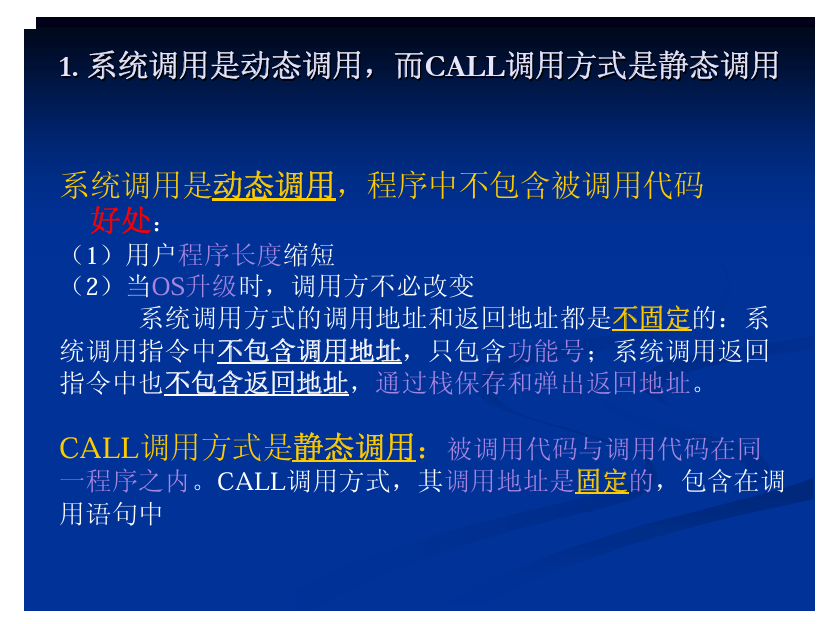 1. 系统调用是动态调用，而CALL调用方式是静态调用
系统调用是动态调用，程序中不包含被调用代码
好处：
（1）用户程序长度缩短
（2）当OS升级时，调用方不必改变
系统调用方式的调用地址和返回地址都是不固定的：系
统调用指令中不包含调用地址，只包含功能号；系统调用返回
指令中也不包含返回地址，通过栈保存和弹出返回地址。
CALL调用方式是静态调用：被调用代码与调用代码在同
一程序之内。CALL调用方式，其调用地址是固定的，包含在调
用语句中